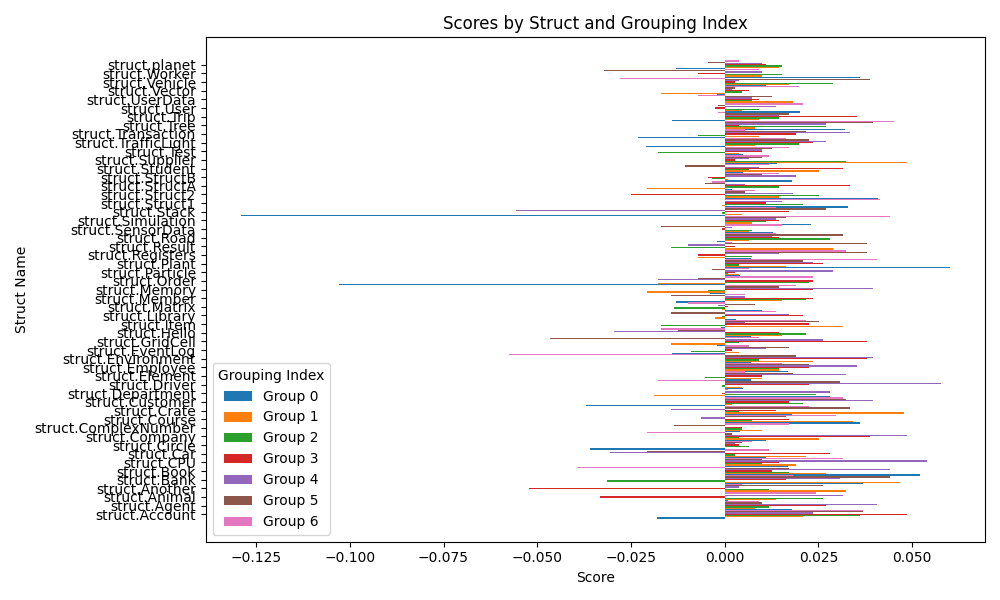 Scores by Struct and Grouping Index
Struct Name
struct.planet
struct.Worker
struct.Vehicle
struct.Vector
struct.UserData
struct.User
struct.Trip
struct.Tree
struct.Transaction
struct.TrafficLight
struct.Test
struct.Supplier
struct.Student
struct.StructB
struct.StructA
struct.Struct2
struct.Struct1
struct.Stack
struct.Simulation
struct.SensorData
struct.Road
struct.Result
struct.Registers
struct.Plant
struct.Particle
struct.Order
struct.Memory
struct.Member
struct.Matrix
struct.Library
struct.Item
struct.Hello
struct.GridCell
struct.EventLog
struct.Environment
struct.Employee
struct.Element
struct.Driver
struct.Department
struct.Customer
struct.Crate
struct.Course
struct.ComplexNumber
struct.Company
struct.Circle
struct.Car
struct.CPU
struct.Book
struct.Bank
struct.Another
struct.Animal
struct.Agent
struct.Account
Grouping Index
Group 0
Group 1
Group 2
Group 3
Group 4
Group 5
Group 6
−0.125 −0.100 −0.075 −0.050 −0.025 0.000 0.025 0.050
Score